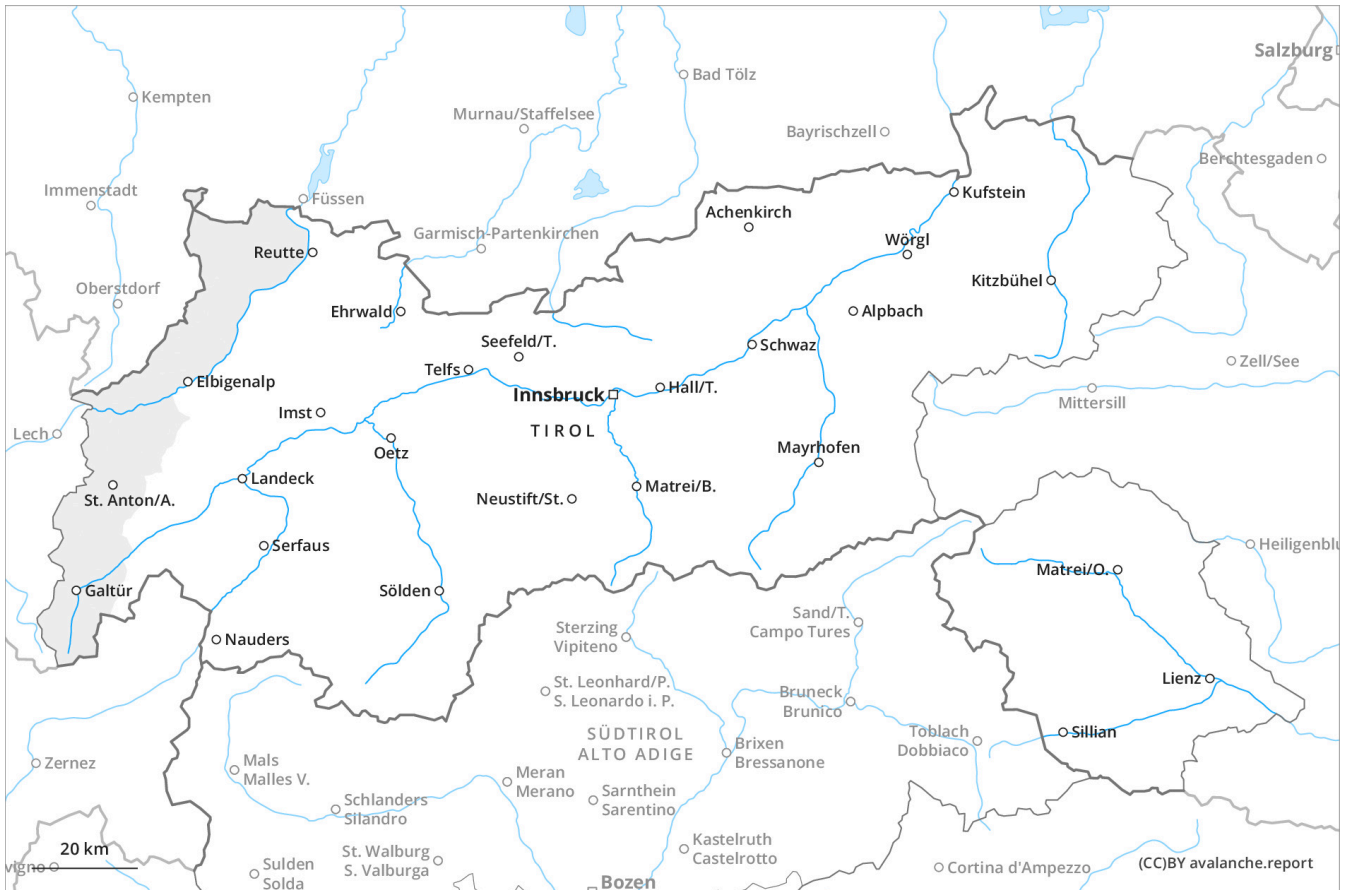 Salzburg
Bad Tölz
Kempten
Murnau/Staffelsee
Bayrischzell
Berchtesgaden
Immenstadt
Füssen
Kufstein
Achenkirch
Garmisch-Partenkirchen
Wörgl
Reutte
Kitzbühel
Oberstdorf
Ehrwald
Alpbach
Seefeld/T.
Schwaz
Zell/See
Telfs
Elbigenalp
Hall/T.
Innsbruck
Mittersill
Imst
TIROL
Lech
Oetz
Mayrhofen
Landeck
Matrei/B.
St. Anton/A.
Neustift/St.
Serfaus
Heiligenblu
Matrei/O.
Galtür
Sölden
Sand/T.
Campo Tures
Sterzing
Vipiteno
Nauders
Lienz
St. Leonhard/P.
S. Leonardo i. P.
Bruneck
Brunico
SÜDTIROL
ALTO ADIGE
Toblach
Dobbiaco
Sillian
Brixen
Bressanone
Zernez
Mals
Malles V.
Meran
Merano
Sarnthein
Sarentino
Schlanders
Silandro
20 km
Kastelruth
Castelrotto
St. Walburg
S. Valburga
vigno
Sulden
Solda
Cortina d'Ampezzo
(CC)BY avalanche.report
Bozen